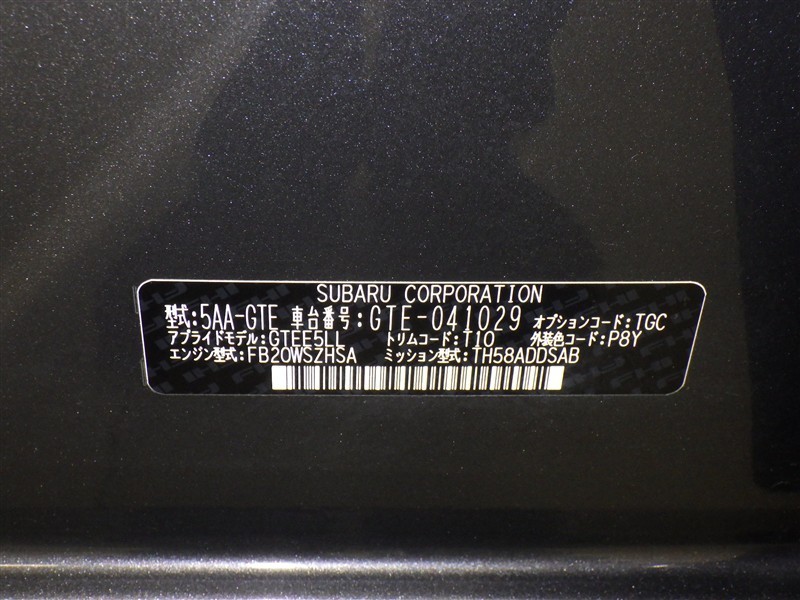 SUBARU CORPORATION
型式:5AA-GTE 車台番号:GTE-041029 オプションコード:TGC
アプライドモデル:GTEE5LL トリムコード:T10 外装色コード:P8Y
エンジン型式:FB20WSZHSA ミッション型式:TH58ADDSAB